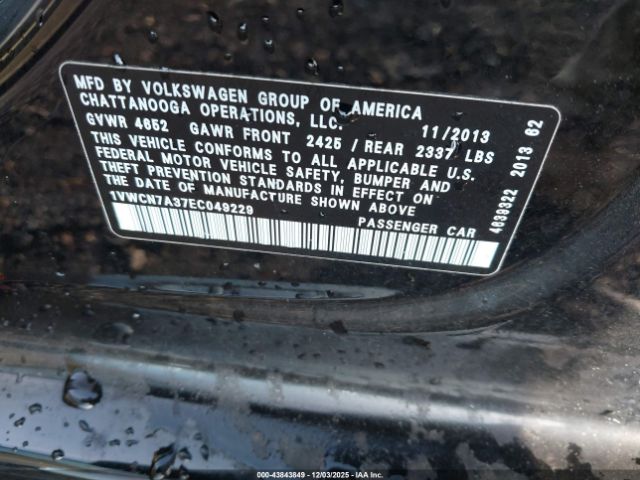 MFD BY VOLKSWAGEN GROUP OF AMERICA
CHATTANOOGA OPERATIONS, LLC. 11/2013
GVWR 4652 GAWR FRONT 2425 / REAR 2337 LBS
THIS VEHICLE CONFORMS TO ALL APPLICABLE U.S.
FEDERAL MOTOR VEHICLE SAFETY, BUMPER AND
THEFT PREVENTION STANDARDS IN EFFECT ON
THE DATE OF MANUFACTURE SHOWN ABOVE
1VWCN7A37EC049229 PASSENGER CAR
4639322 2013 62
000-43843849 | 12/03/2025 - IAA Inc.